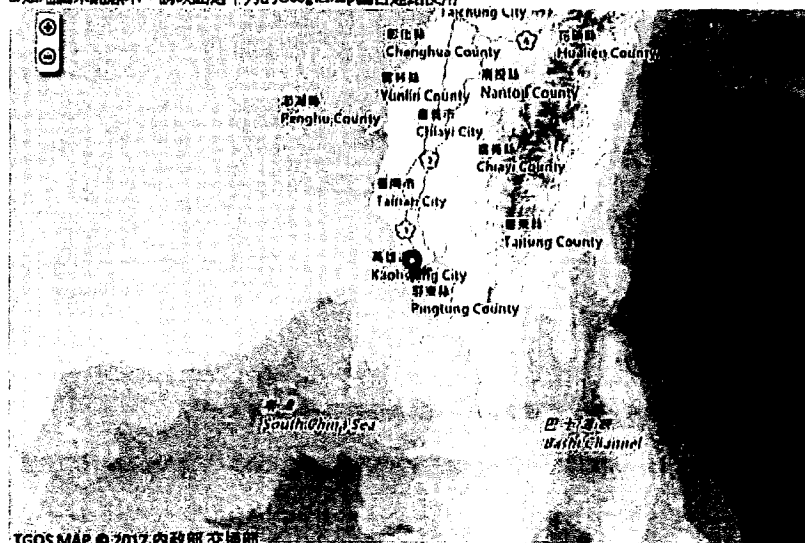 Taichung City
彰化縣
Changhua County
花蓮縣
Hualien County
雲林縣
Yunlin County
南投縣
Nantou County
澎湖縣
Penghu County
嘉義市
Chiayi City
嘉義縣
Chiayi County
臺南市
Tainan City
臺東縣
Taitung County
Kaohsiung City
屏東縣
Pingtung County
南海
(South China) Sea
巴士海峽
Bashi Channel
TGOS MAP © 2017 內政部 交通部